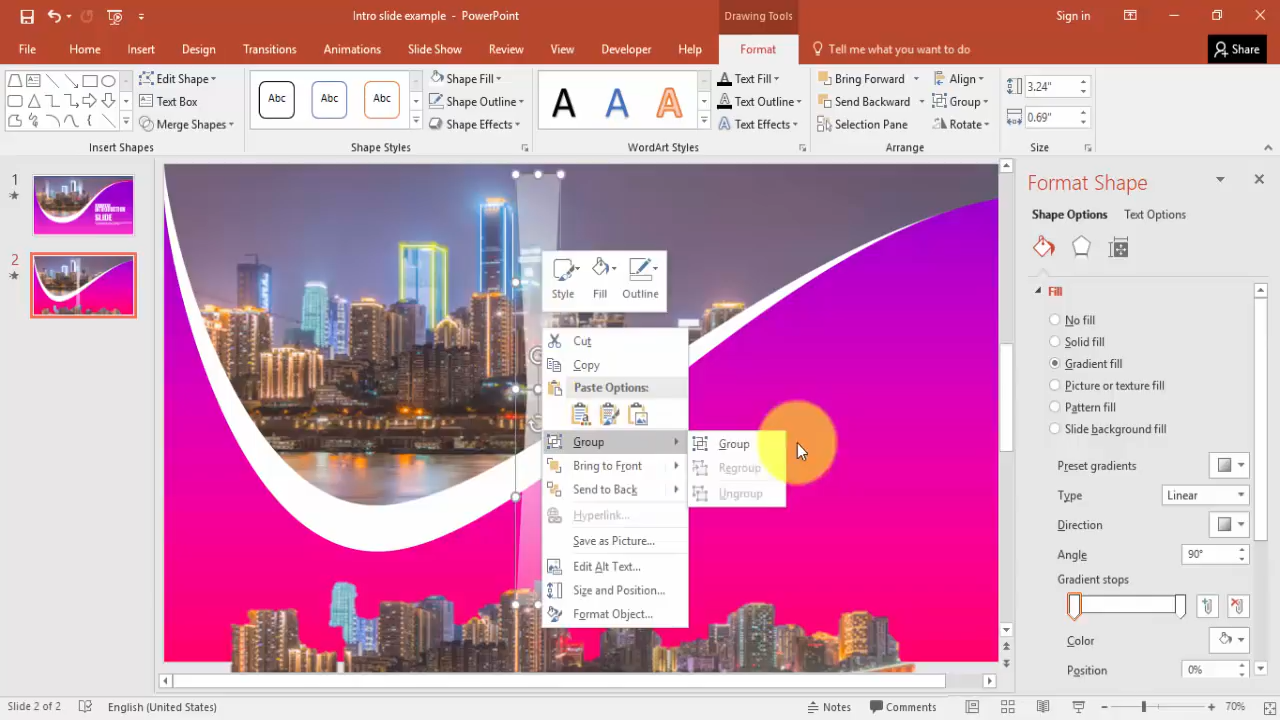 Intro slide example - PowerPoint
Drawing Tools
Sign in
File Home Insert Design Transitions Animations Slide Show Review View Developer Help Format Tell me what you want to do Share
Edit Shape
Text Box
Merge Shapes
Insert Shapes
Abc Abc Abc
Shape Fill
Shape Outline
Shape Effects
Shape Styles
A A A
Text Fill
Text Outline
Text Effects
WordArt Styles
Bring Forward
Send Backward
Selection Pane
Align
Group
Rotate
Arrange
3.24"
0.69"
Size
1
SLIDE
2
Style Fill Outline
Cut
Copy
Paste Options:
Group
Bring to Front
Send to Back
Hyperlink...
Save as Picture...
Edit Alt Text...
Size and Position...
Format Object...
Group
Regroup
Ungroup
Format Shape
Shape Options Text Options
Fill
No fill
Solid fill
Gradient fill
Picture or texture fill
Pattern fill
Slide background fill
Preset gradients
Type Linear
Direction
Angle 90°
Gradient stops
Color
Position 0%
Slide 2 of 2 English (United States) Notes Comments 70%